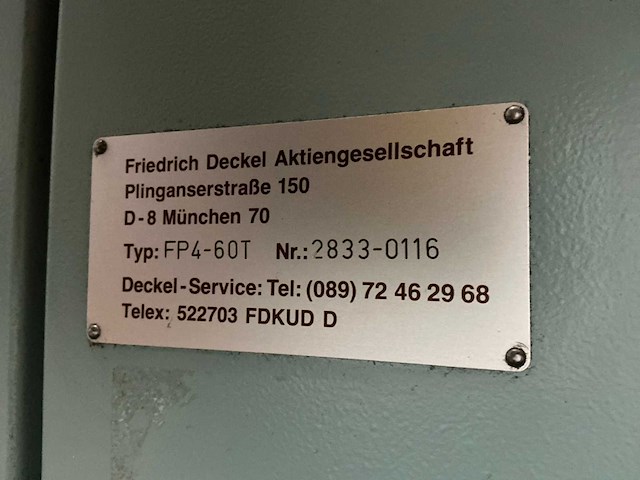 Friedrich Deckel Aktiengesellschaft
Plinganserstraße 150
D-8 München 70
Typ: FP4-60T Nr.: 2833-0116
Deckel-Service: Tel: (089) 72 46 29 68
Telex: 522703 FDKUD D